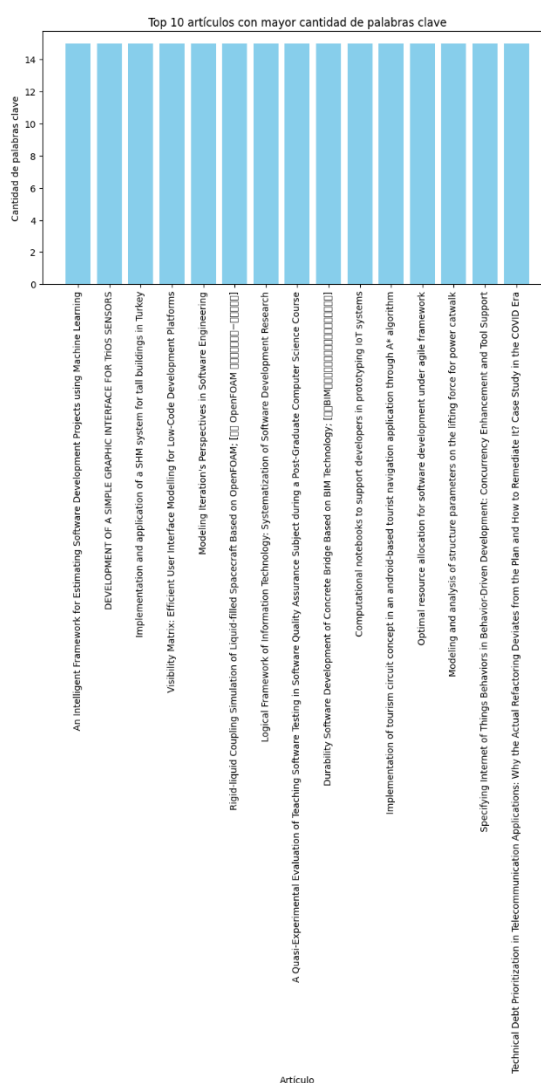 Top 10 artículos con mayor cantidad de palabras clave
Cantidad de palabras clave
14
12
10
8
6
4
2
0
An Intelligent Framework for Estimating Software Development Projects using Machine Learning
DEVELOPMENT OF A SIMPLE GRAPHIC INTERFACE FOR TriOS SENSORS
Implementation and application of a SHM system for tall buildings in Turkey
Visibility Matrix: Efficient User Interface Modelling for Low-Code Development Platforms
Modeling Iteration's Perspectives in Software Engineering
Rigid-liquid Coupling Simulation of Liquid-filled Spacecraft Based on OpenFOAM; [▯▯ OpenFOAM ▯▯▯▯▯▯▯−▯▯▯▯▯▯]
Logical Framework of Information Technology: Systematization of Software Development Research
A Quasi-Experimental Evaluation of Teaching Software Testing in Software Quality Assurance Subject during a Post-Graduate Computer Science Course
Durability Software Development of Concrete Bridge Based on BIM Technology; [▯▯BIM▯▯▯▯▯▯▯▯▯▯▯▯▯▯▯]
Computational notebooks to support developers in prototyping IoT systems
Implementation of tourism circuit concept in an android-based tourist navigation application through A* algorithm
Optimal resource allocation for software development under agile framework
Modeling and analysis of structure parameters on the lifting force for power catwalk
Specifying Internet of Things Behaviors in Behavior-Driven Development: Concurrency Enhancement and Tool Support
Technical Debt Prioritization in Telecommunication Applications: Why the Actual Refactoring Deviates from the Plan and How to Remediate It? Case Study in the COVID Era
Artículo